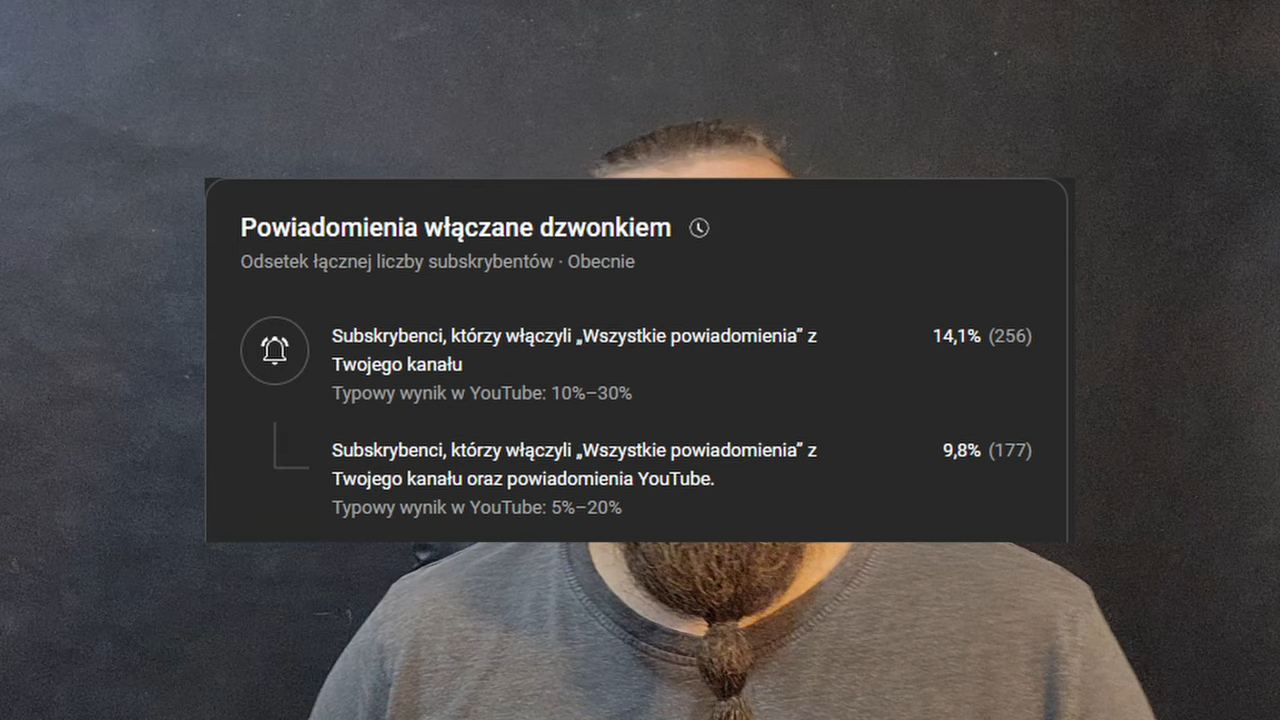 Powiadomienia włączane dzwonkiem
Odsetek łącznej liczby subskrybentów · Obecnie
Subskrybenci, którzy włączyli „Wszystkie powiadomienia” z 14,1% (256)
Twojego kanału
Typowy wynik w YouTube: 10%–30%
Subskrybenci, którzy włączyli „Wszystkie powiadomienia” z 9,8% (177)
Twojego kanału oraz powiadomienia YouTube.
Typowy wynik w YouTube: 5%–20%